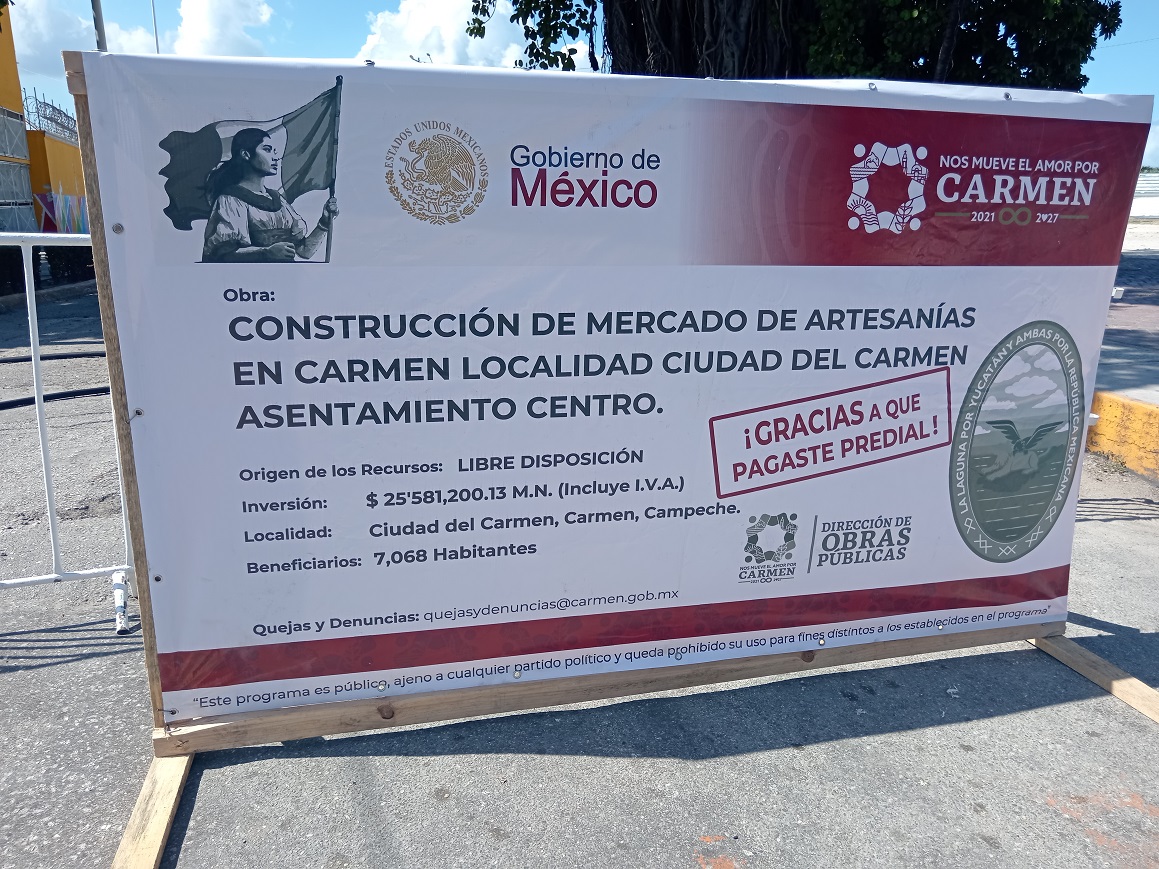 ESTADOS UNIDOS MEXICANOS
Gobierno de
México
NOS MUEVE EL AMOR POR
CARMEN
2021 2027
Obra:
CONSTRUCCIÓN DE MERCADO DE ARTESANÍAS
EN CARMEN LOCALIDAD CIUDAD DEL CARMEN
ASENTAMIENTO CENTRO.
¡GRACIAS A QUE
PAGASTE PREDIAL!
LA LAGUNA POR YUCATÁN Y AMBAS POR LA REPUBLICA MEXICANA
Origen de los Recursos: LIBRE DISPOSICIÓN
Inversión: $ 25'581,200.13 M.N. (Incluye I.V.A.)
Localidad: Ciudad del Carmen, Carmen, Campeche.
Beneficiarios: 7,068 Habitantes
NOS MUEVE EL AMOR POR
CARMEN
2021 2027
DIRECCIÓN DE
OBRAS
PÚBLICAS
Quejas y Denuncias: quejasydenuncias@carmen.gob.mx
"Este programa es público, ajeno a cualquier partido político y queda prohibido su uso para fines distintos a los establecidos en el programa"